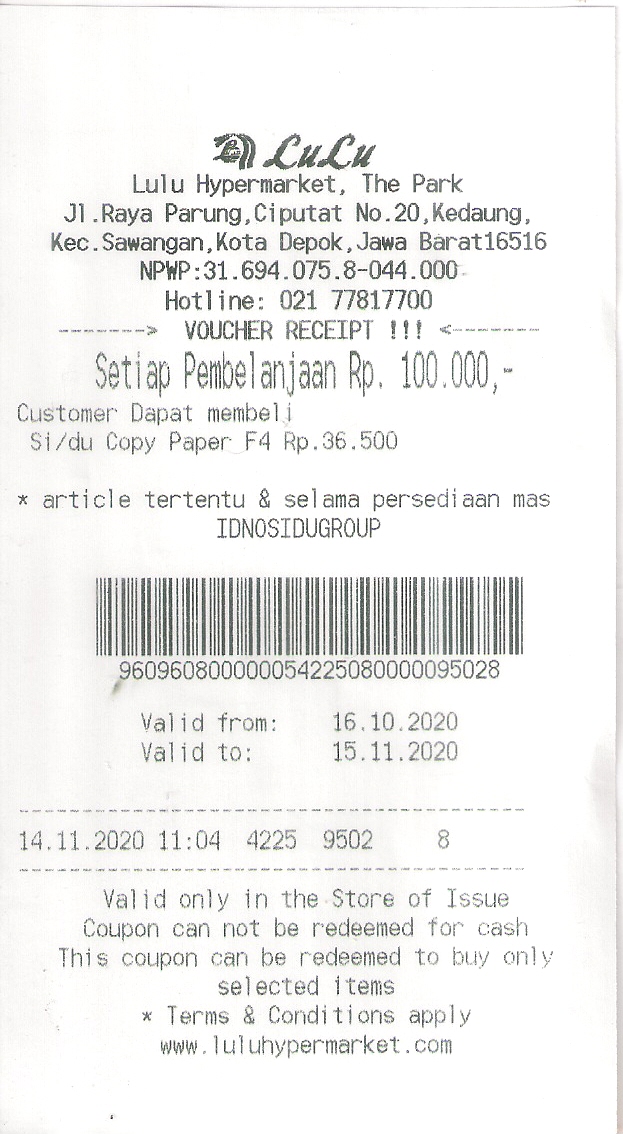 LuLu
Lulu Hypermarket, The Park
Jl.Raya Parung,Ciputat No.20,Kedaung,
Kec.Sawangan,Kota Depok,Jawa Barat16516
NPWP:31.694.075.8-044.000
Hotline: 021 77817700
-------> VOUCHER RECEIPT !!! <-------
Setiap Pembelanjaan Rp. 100.000,-
Customer Dapat membeli
Si/du Copy Paper F4 Rp.36.500
* article tertentu & selama persediaan mas
IDNOSIDUGROUP
960960800000054225080000095028
Valid from: 16.10.2020
Valid to: 15.11.2020
----------------------------------------
14.11.2020 11:04 4225 9502 8
----------------------------------------
Valid only in the Store of Issue
Coupon can not be redeemed for cash
This coupon can be redeemed to buy only
selected items
* Terms & Conditions apply
www.luluhypermarket.com